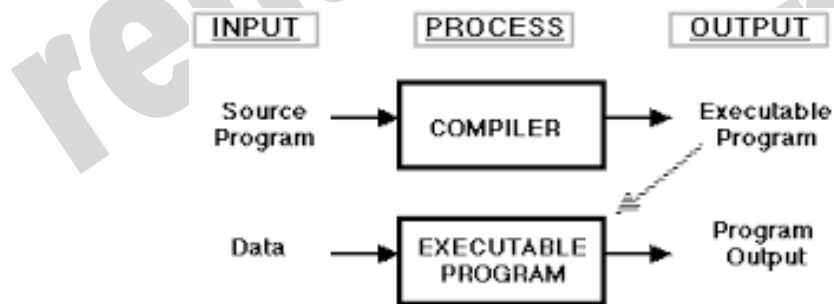 INPUT PROCESS OUTPUT
Source
Program
COMPILER
Executable
Program
Data
EXECUTABLE
PROGRAM
Program
Output